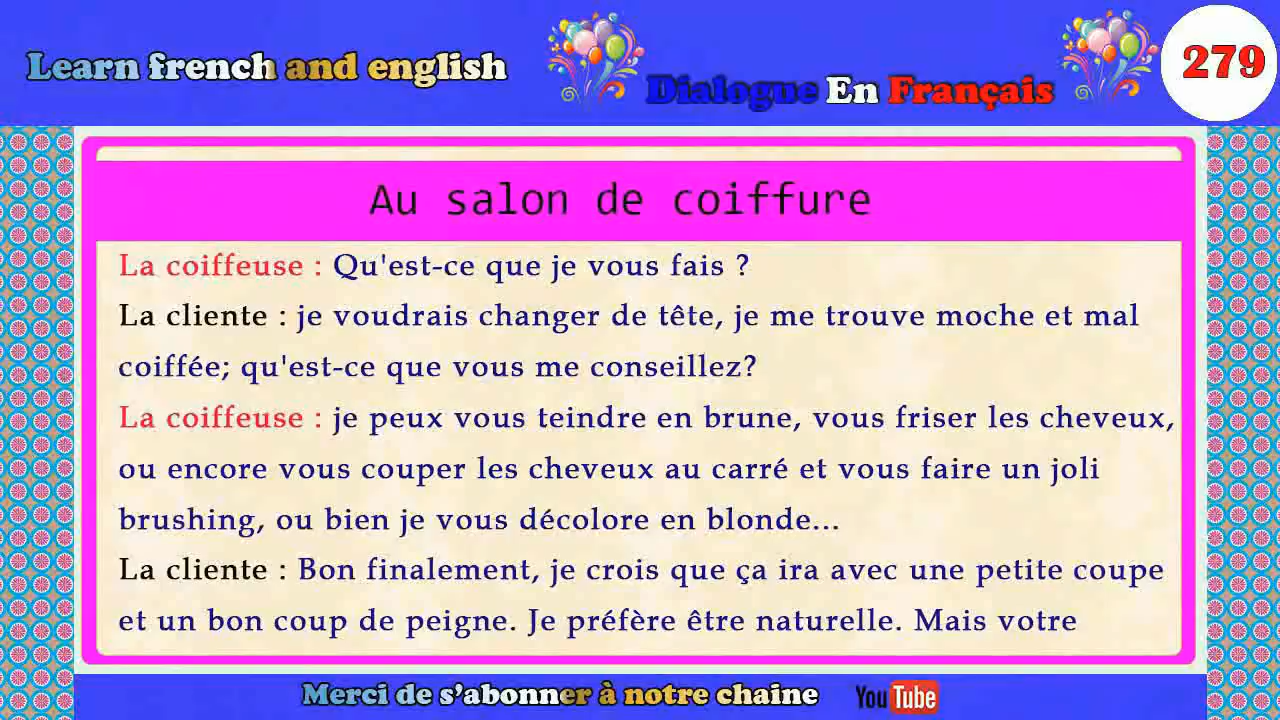 Learn french and english
Dialogue En Français
279
Au salon de coiffure
La coiffeuse : Qu'est-ce que je vous fais ?
La cliente : je voudrais changer de tête, je me trouve moche et mal
coiffée; qu'est-ce que vous me conseillez?
La coiffeuse : je peux vous teindre en brune, vous friser les cheveux,
ou encore vous couper les cheveux au carré et vous faire un joli
brushing, ou bien je vous décolore en blonde...
La cliente : Bon finalement, je crois que ça ira avec une petite coupe
et un bon coup de peigne. Je préfère être naturelle. Mais votre
Merci de s'abonner à notre chaine
YouTube